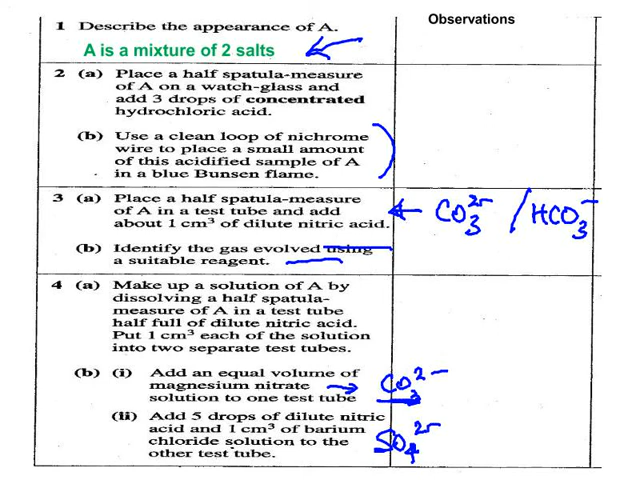 Observations
1 Describe the appearance of A.
A is a mixture of 2 salts
2 (a) Place a half spatula-measure
of A on a watch-glass and
add 3 drops of concentrated
hydrochloric acid.
(b) Use a clean loop of nichrome
wire to place a small amount
of this acidified sample of A
in a blue Bunsen flame.
3 (a) Place a half spatula-measure
of A in a test tube and add
about 1 cm³ of dilute nitric acid.
← CO₃²⁻ / HCO₃⁻
(b) Identify the gas evolved using
a suitable reagent.
4 (a) Make up a solution of A by
dissolving a half spatula-
measure of A in a test tube
half full of dilute nitric acid.
Put 1 cm³ each of the solution
into two separate test tubes.
(b) (i) Add an equal volume of
magnesium nitrate → CO₃²⁻
solution to one test tube
(ii) Add 5 drops of dilute nitric
acid and 1 cm³ of barium SO₄²⁻
chloride solution to the
other test tube.